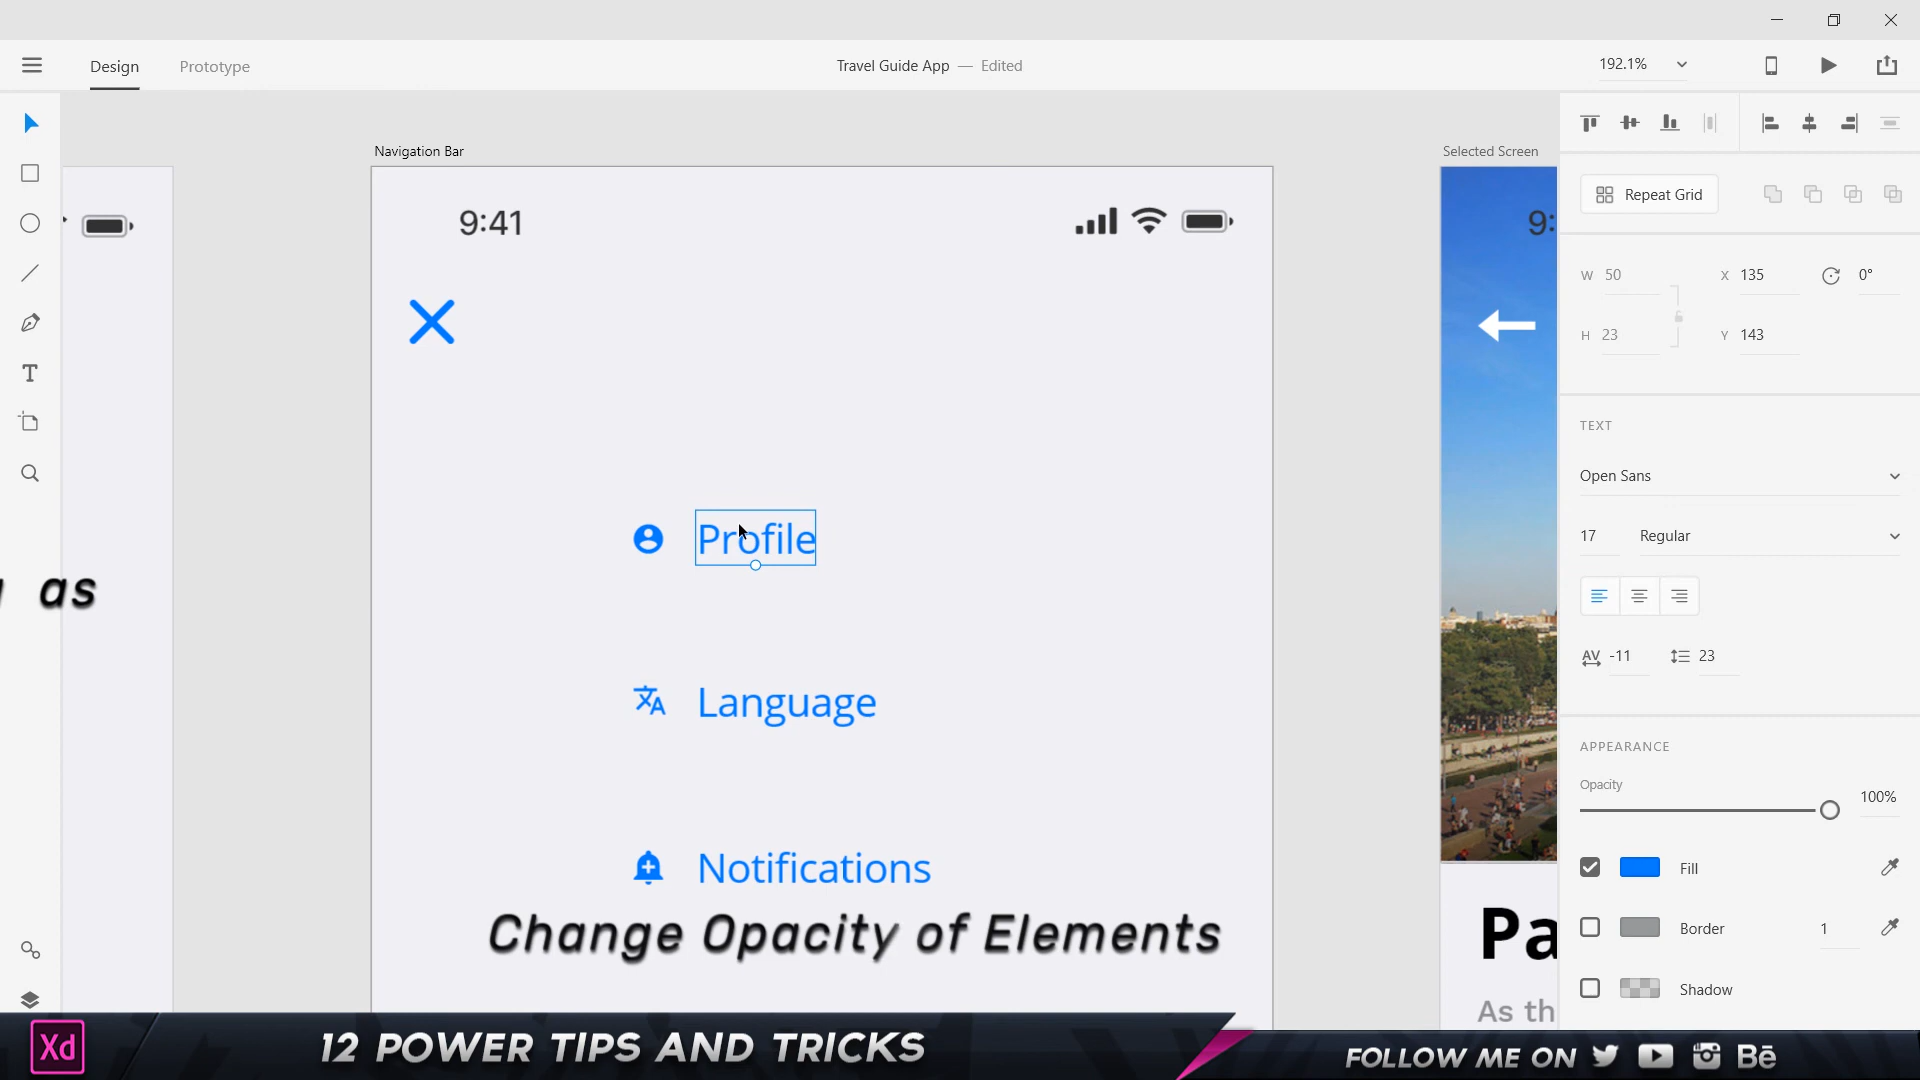 Design
Prototype
Travel Guide App — Edited
192.1%
Navigation Bar
Selected Screen
9:41
9:
Repeat Grid
W 50
X 135
0°
H 23
Y 143
TEXT
Open Sans
17
Regular
Profile
as
AV -11
23
Language
APPEARANCE
Opacity
100%
Notifications
Fill
Change Opacity of Elements
Pa
Border
1
Shadow
As th
Xd
12 POWER TIPS AND TRICKS
FOLLOW ME ON
Bē